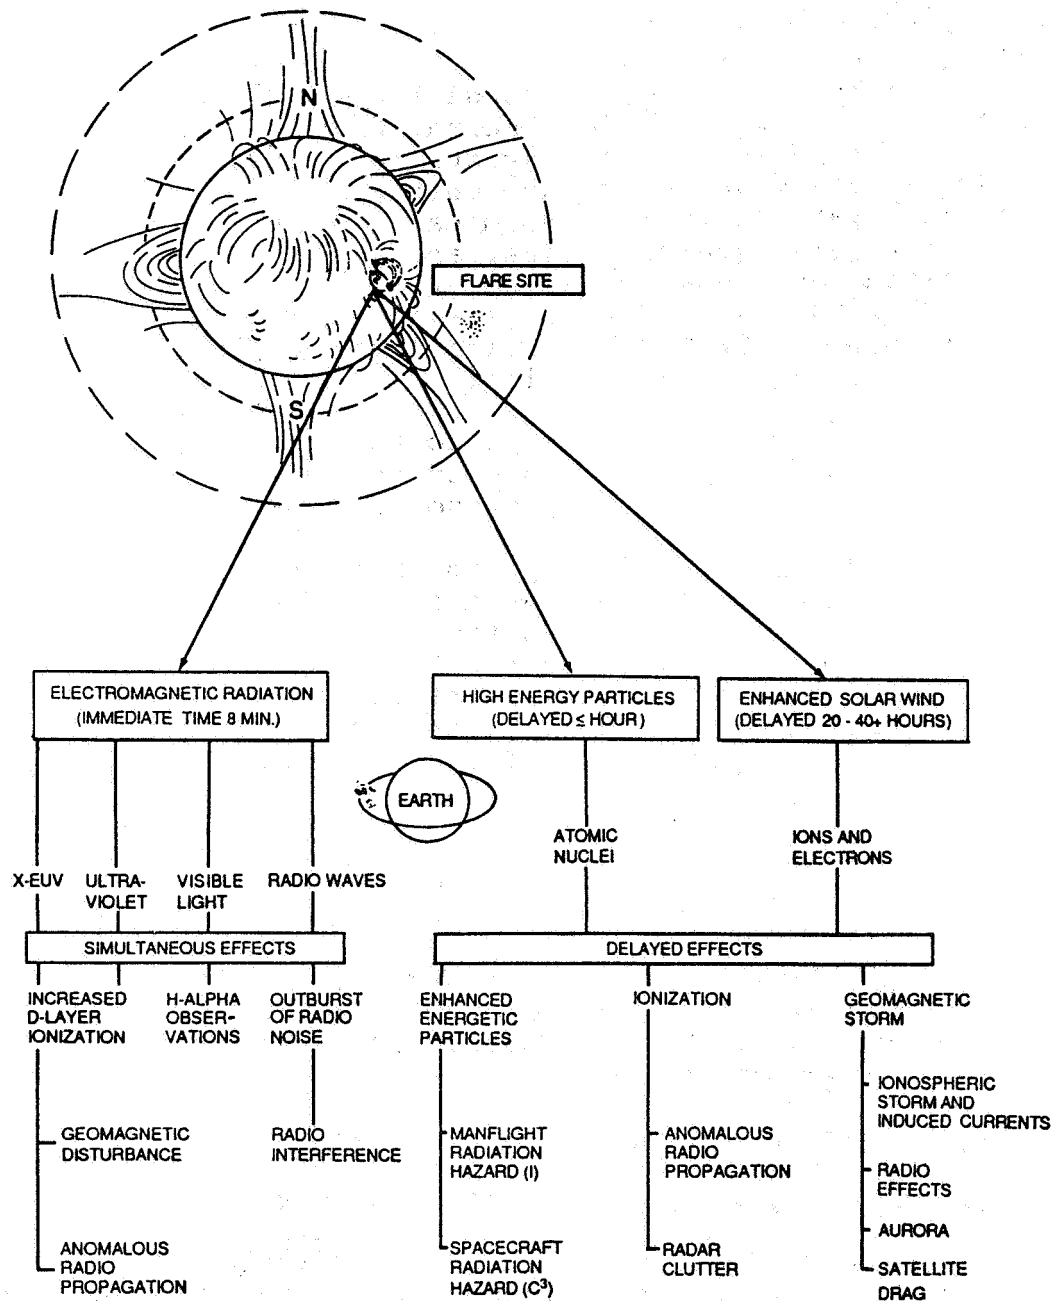 N
FLARE SITE
S
ELECTROMAGNETIC RADIATION
(IMMEDIATE TIME 8 MIN.)
HIGH ENERGY PARTICLES
(DELAYED ≤ HOUR)
ENHANCED SOLAR WIND
(DELAYED 20 - 40+ HOURS)
EARTH
ATOMIC
NUCLEI
IONS AND
ELECTRONS
X-EUV
ULTRA-
VIOLET
VISIBLE
LIGHT
RADIO WAVES
SIMULTANEOUS EFFECTS
DELAYED EFFECTS
INCREASED
D-LAYER
IONIZATION
H-ALPHA
OBSER-
VATIONS
OUTBURST
OF RADIO
NOISE
ENHANCED
ENERGETIC
PARTICLES
IONIZATION
GEOMAGNETIC
STORM
GEOMAGNETIC
DISTURBANCE
RADIO
INTERFERENCE
MANFLIGHT
RADIATION
HAZARD (I)
ANOMALOUS
RADIO
PROPAGATION
IONOSPHERIC
STORM AND
INDUCED CURRENTS
RADIO
EFFECTS
AURORA
ANOMALOUS
RADIO
PROPAGATION
SPACECRAFT
RADIATION
HAZARD (C³)
RADAR
CLUTTER
SATELLITE
DRAG